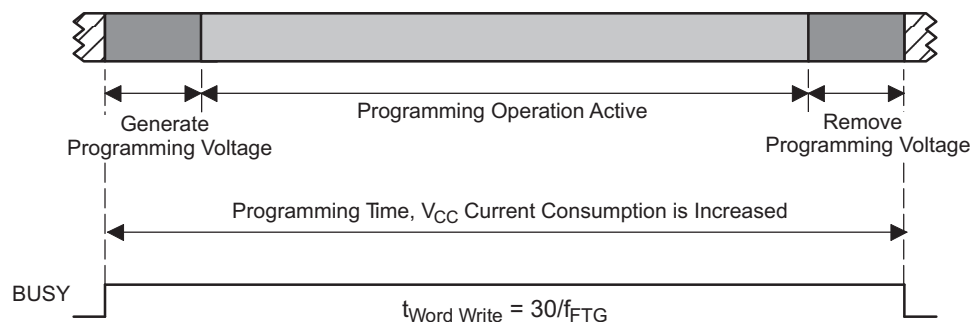 Programming Operation Active
Generate
Programming Voltage
Remove
Programming Voltage
Programming Time, VCC Current Consumption is Increased
BUSY
tWord Write = 30/fFTG